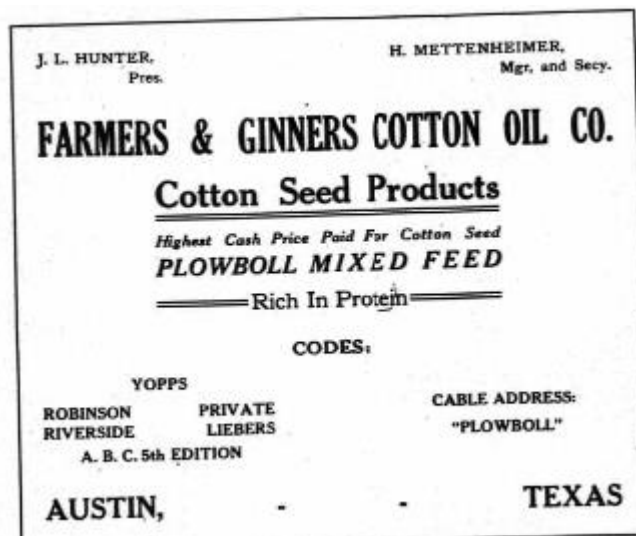 J. L. HUNTER,
Pres.
H. METTENHEIMER,
Mgr. and Secy.
FARMERS & GINNERS COTTON OIL CO.
Cotton Seed Products
Highest Cash Price Paid For Cotton Seed
PLOWBOLL MIXED FEED
Rich In Protein
CODES:
YOPPS
ROBINSON PRIVATE
RIVERSIDE LIEBERS
A. B. C. 5th EDITION
CABLE ADDRESS:
"PLOWBOLL"
AUSTIN, - - TEXAS